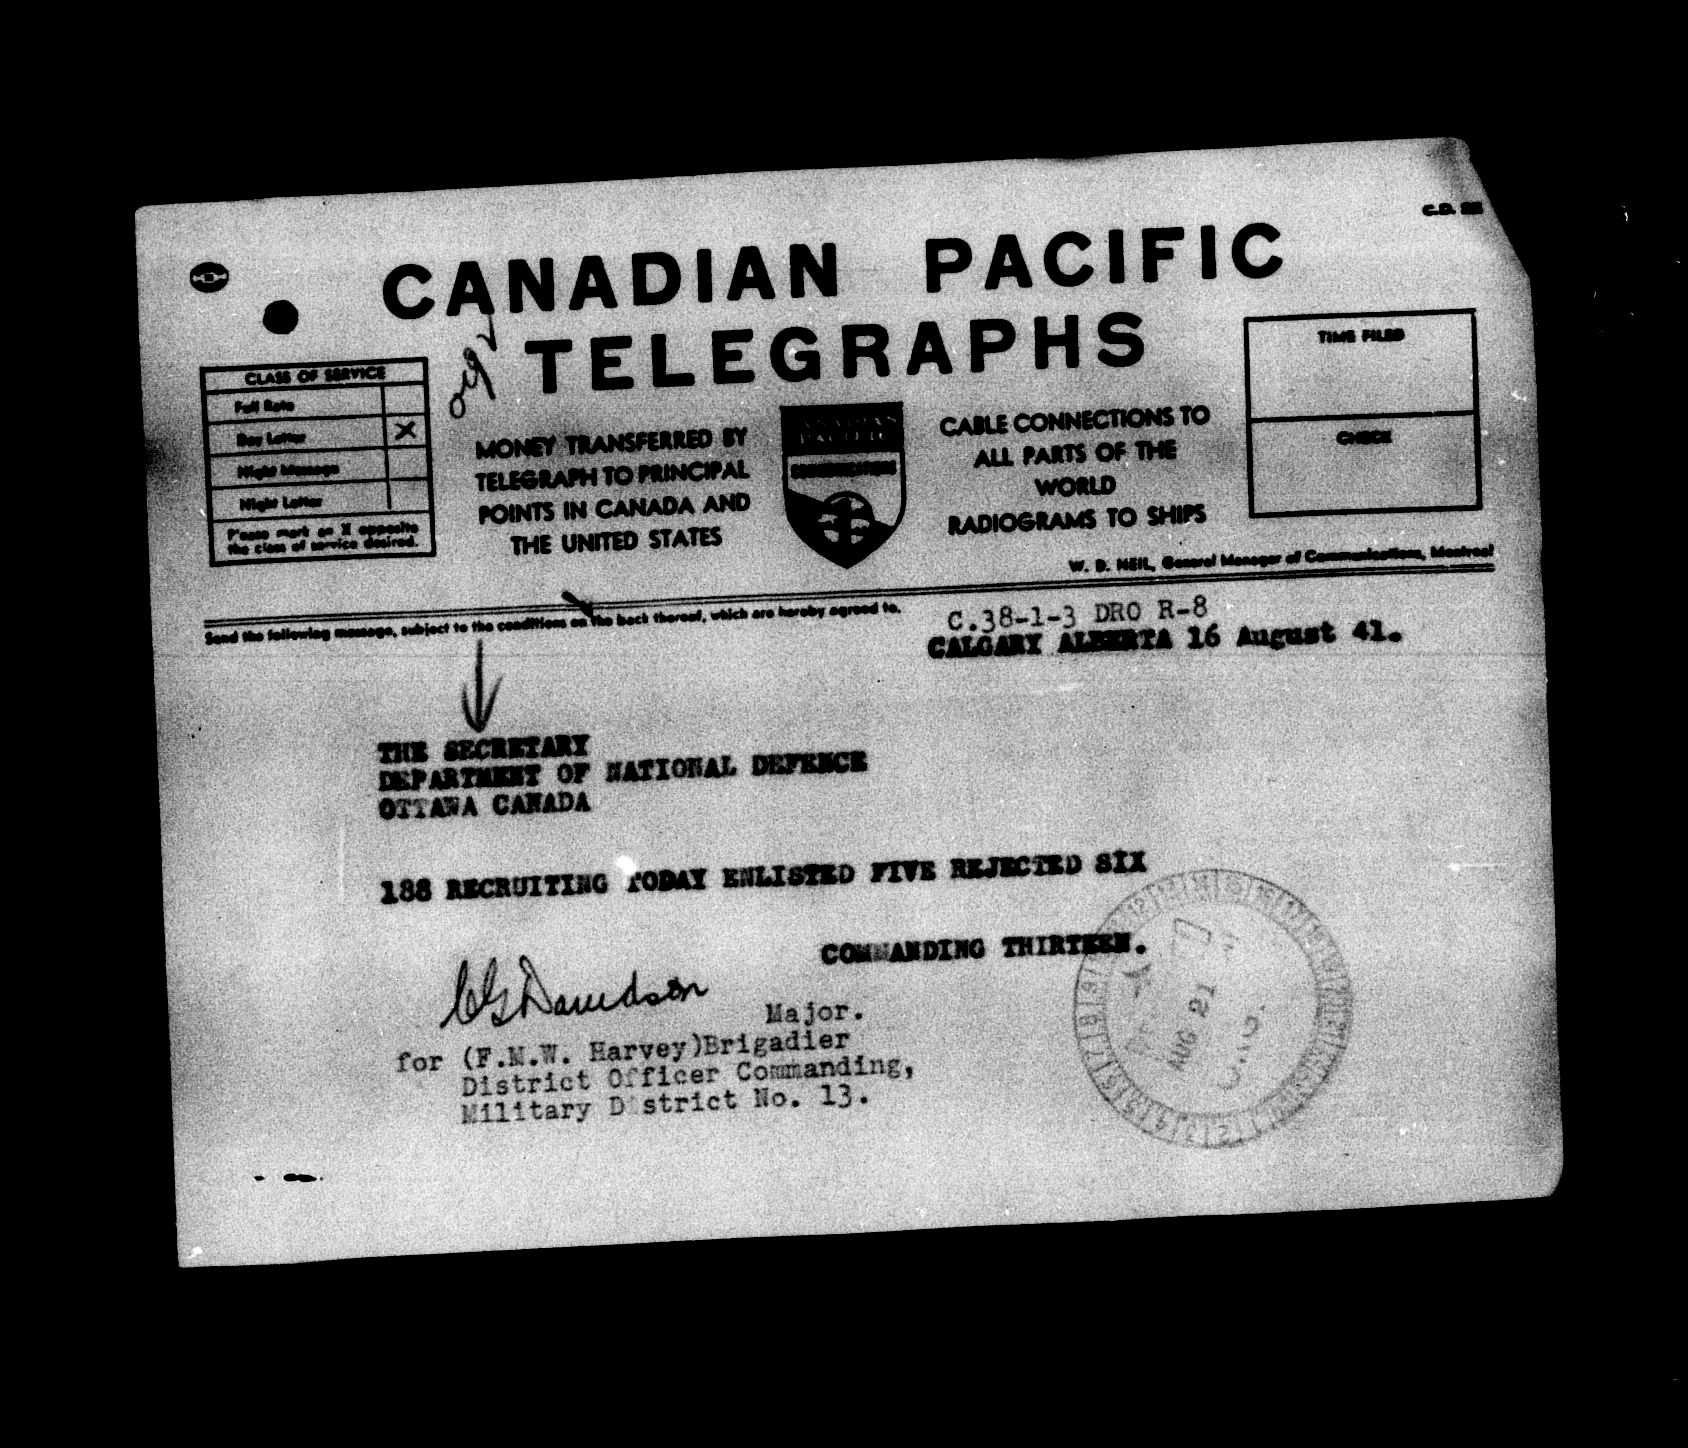 C.D.
CANADIAN PACIFIC
TELEGRAPHS
CLASS OF SERVICE
Full Rate
Day Letter X
Night Message
Night Letter
Please mark an X opposite
the class of service desired.
MONEY TRANSFERRED BY
TELEGRAPH TO PRINCIPAL
POINTS IN CANADA AND
THE UNITED STATES
CANADIAN
PACIFIC
COMMUNICATIONS
CABLE CONNECTIONS TO
ALL PARTS OF THE
WORLD
RADIOGRAMS TO SHIPS
TIME FILED
CHECK
W. D. NEIL, General Manager of Communications, Montreal
Send the following message, subject to the conditions on the back thereof, which are hereby agreed to.
C.38-1-3 DRO R-8
CALGARY ALBERTA 16 August 41.
THE SECRETARY
DEPARTMENT OF NATIONAL DEFENCE
OTTAWA CANADA
188 RECRUITING TODAY ENLISTED FIVE REJECTED SIX
COMMANDING THIRTEEN.
Davidson
Major.
for (F.M.W. Harvey)Brigadier
District Officer Commanding,
Military District No. 13.
AUG 21